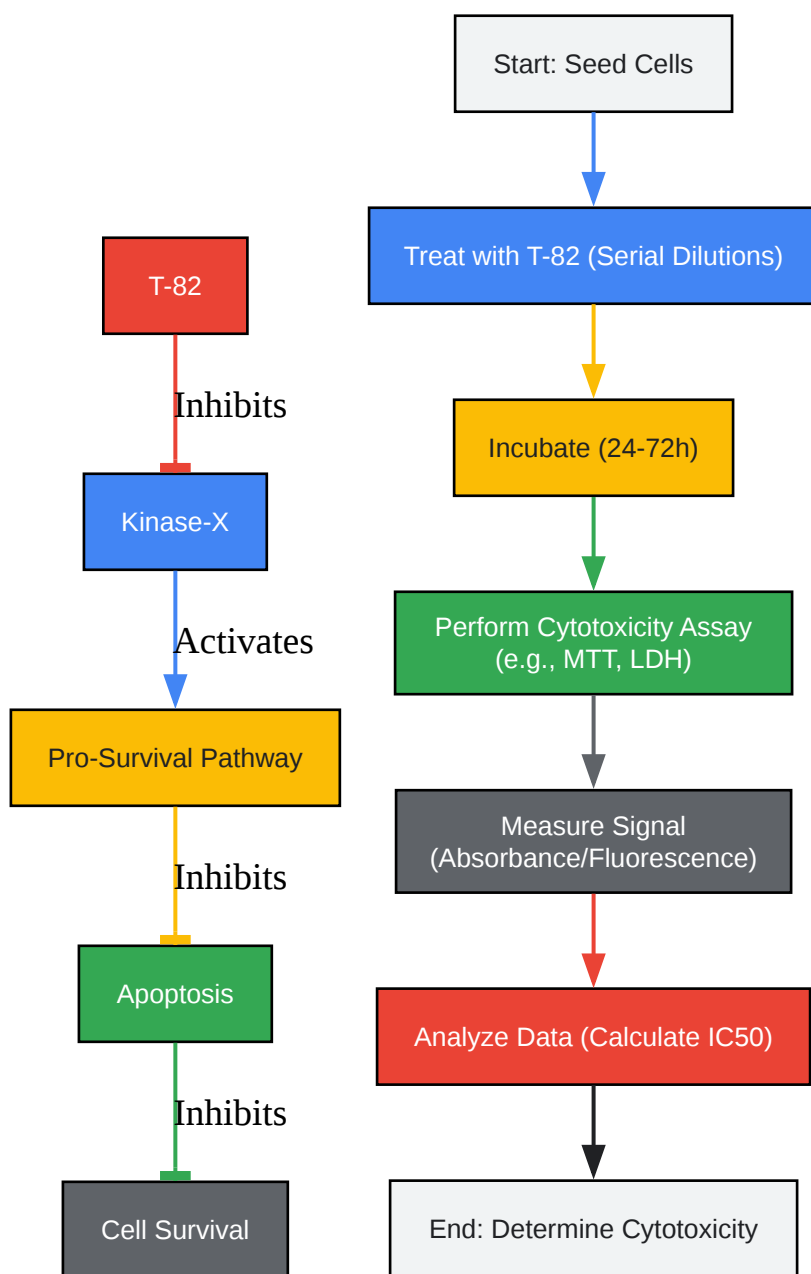 T-82
Inhibits
Kinase-X
Activates
Pro-Survival Pathway
Inhibits
Apoptosis
Inhibits
Cell Survival
Start: Seed Cells
Treat with T-82 (Serial Dilutions)
Incubate (24-72h)
Perform Cytotoxicity Assay
(e.g., MTT, LDH)
Measure Signal
(Absorbance/Fluorescence)
Analyze Data (Calculate IC50)
End: Determine Cytotoxicity